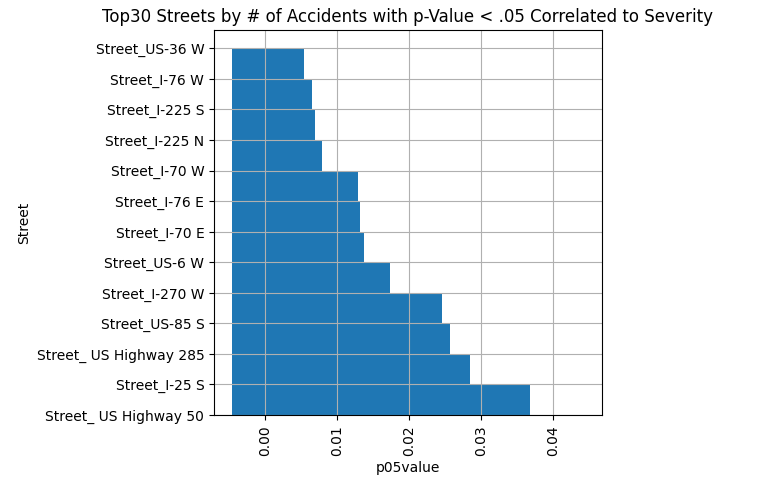 Top30 Streets by # of Accidents with p-Value < .05 Correlated to Severity
Street_US-36 W
Street_I-76 W
Street_I-225 S
Street_I-225 N
Street_I-70 W
Street_I-76 E
Street_I-70 E
Street_US-6 W
Street_I-270 W
Street_US-85 S
Street_ US Highway 285
Street_I-25 S
Street_ US Highway 50
Street
0.00 0.01 0.02 0.03 0.04
p05value